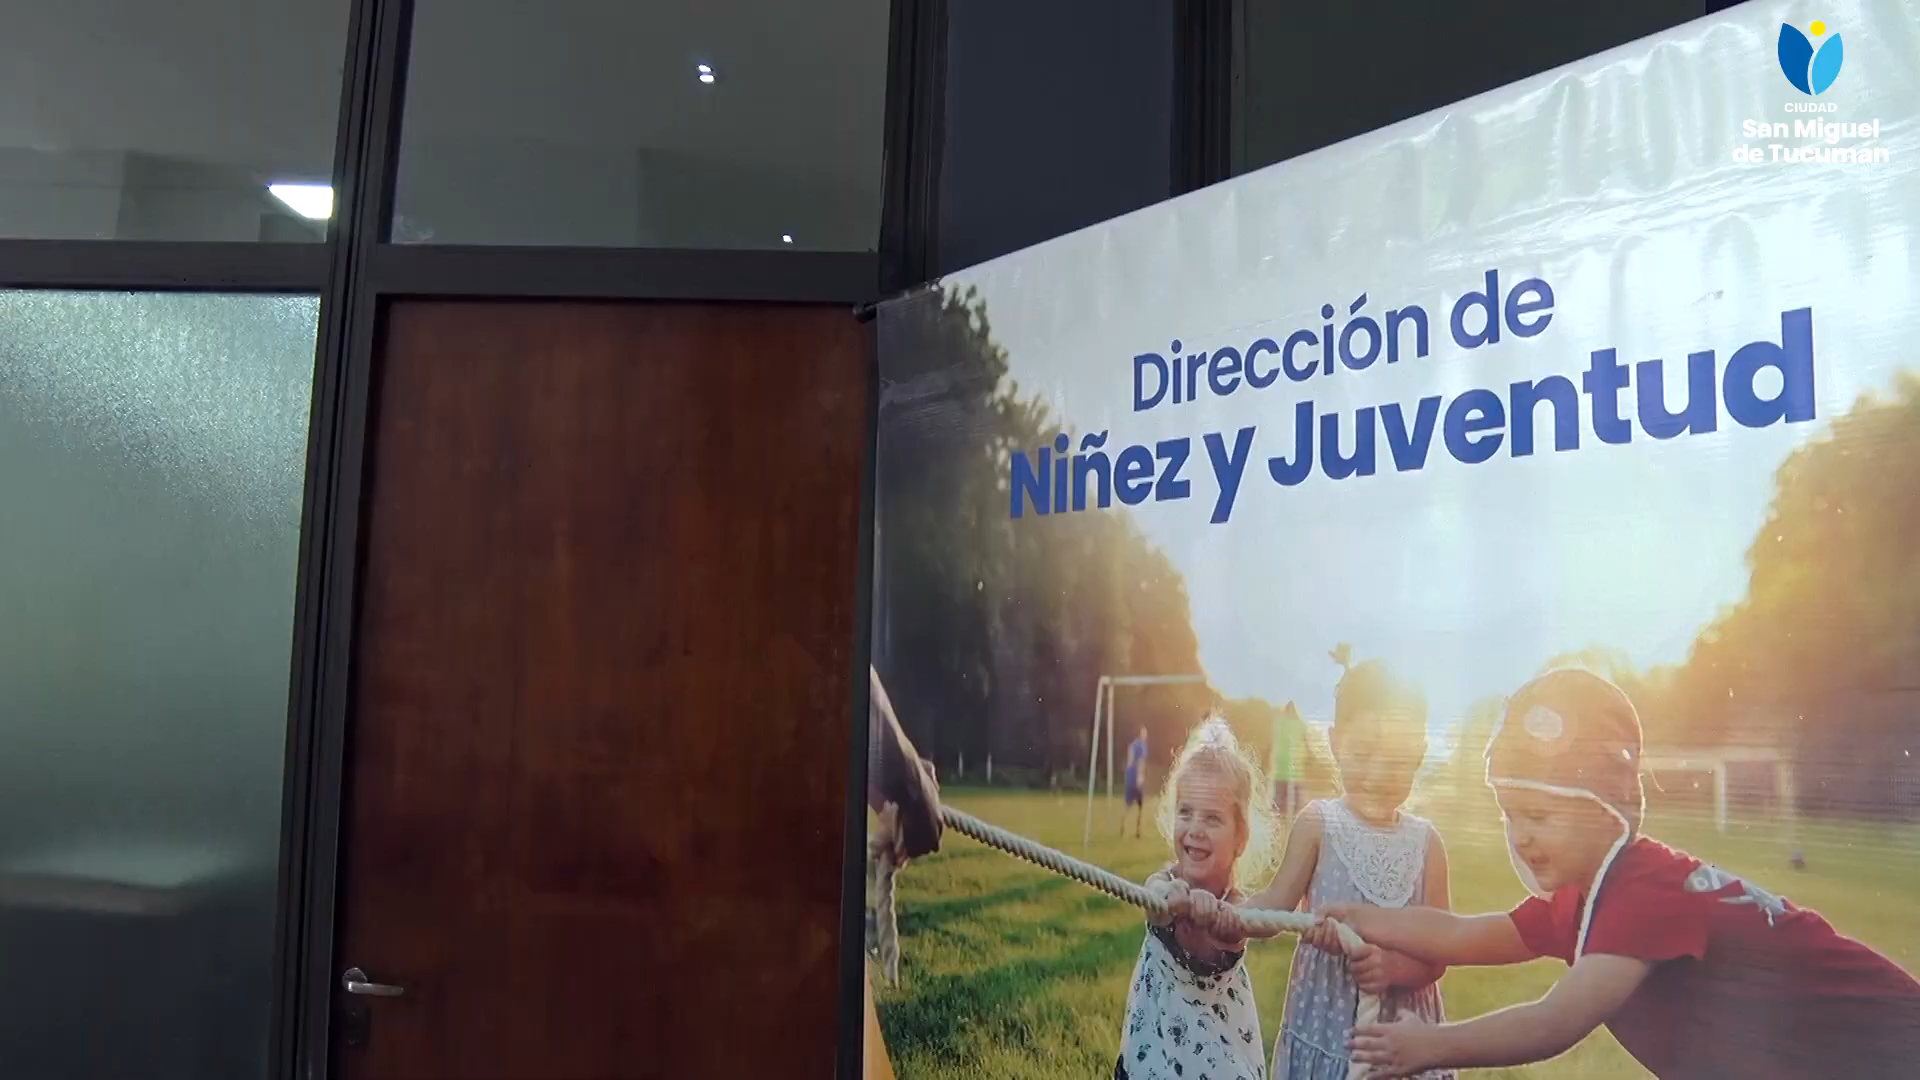 CIUDAD
San Miguel
de Tucumán
Dirección de
Niñez y Juventud